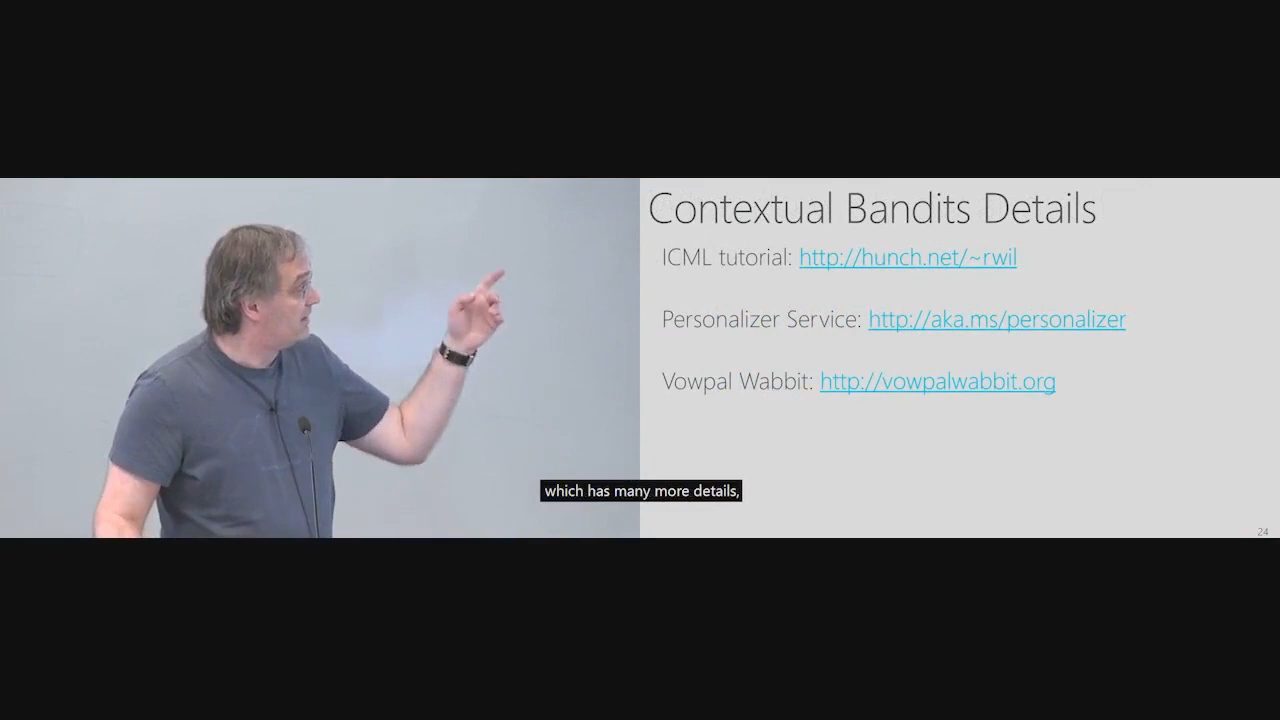 Contextual Bandits Details
ICML tutorial: http://hunch.net/~rwil
Personalizer Service: http://aka.ms/personalizer
Vowpal Wabbit: http://vowpalwabbit.org
which has many more details,
24